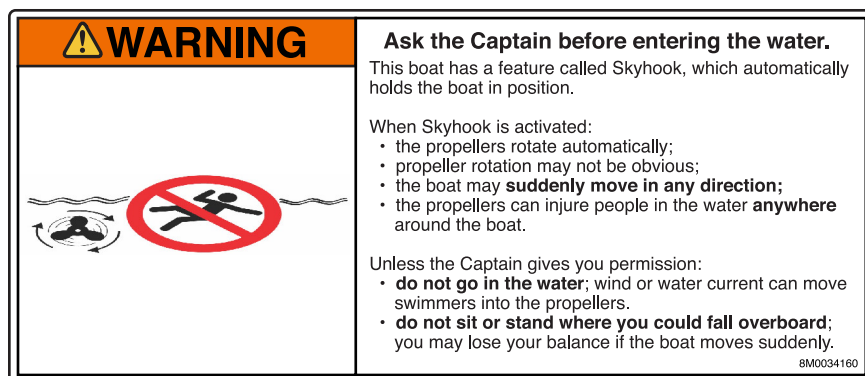 WARNING
Ask the Captain before entering the water.
This boat has a feature called Skyhook, which automatically
holds the boat in position.
When Skyhook is activated:
• the propellers rotate automatically;
• propeller rotation may not be obvious;
• the boat may suddenly move in any direction;
• the propellers can injure people in the water anywhere
around the boat.
Unless the Captain gives you permission:
• do not go in the water; wind or water current can move
swimmers into the propellers.
• do not sit or stand where you could fall overboard;
you may lose your balance if the boat moves suddenly.
8M0034160